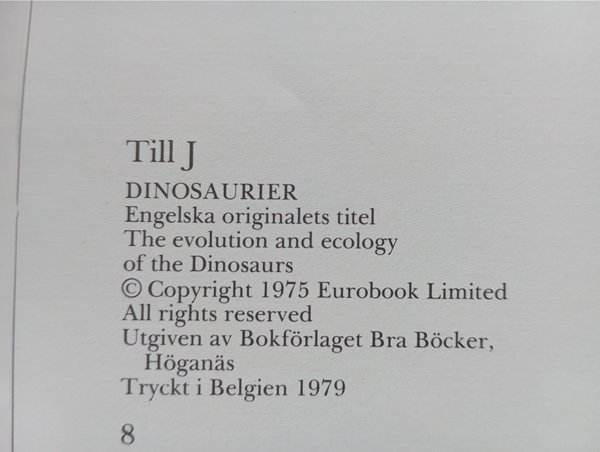 Till J
DINOSAURIER
Engelska originalets titel
The evolution and ecology
of the Dinosaurs
© Copyright 1975 Eurobook Limited
All rights reserved
Utgiven av Bokförlaget Bra Böcker,
Höganäs
Tryckt i Belgien 1979
8